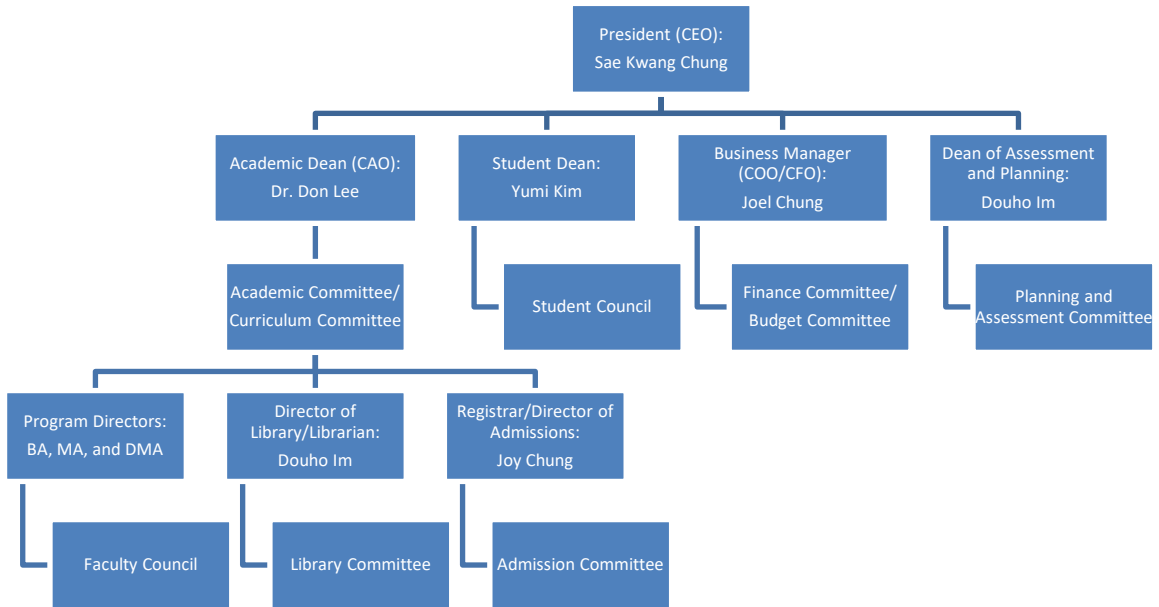 President (CEO):
Sae Kwang Chung
Academic Dean (CAO):
Dr. Don Lee
Student Dean:
Yumi Kim
Business Manager
(COO/CFO):
Joel Chung
Dean of Assessment
and Planning:
Douho Im
Academic Committee/
Curriculum Committee
Student Council
Finance Committee/
Budget Committee
Planning and
Assessment Committee
Program Directors:
BA, MA, and DMA
Director of
Library/Librarian:
Douho Im
Registrar/Director of
Admissions:
Joy Chung
Faculty Council
Library Committee
Admission Committee